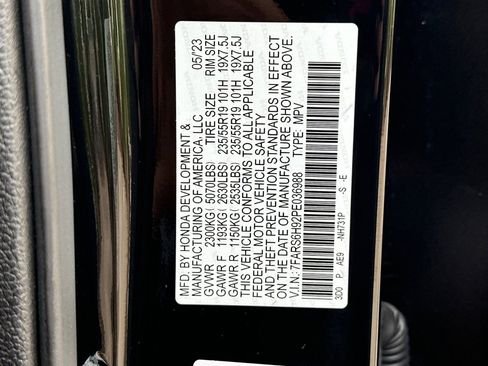 MFD. BY HONDA DEVELOPMENT &
MANUFACTURING OF AMERICA, LLC 05/'23
GVWR 2300KG( 5070LBS) TIRE SIZE RIM SIZE
GAWR F 1193KG( 2630LBS) 235/55R19 101H 19X7.5J
GAWR R 1150KG( 2535LBS) 235/55R19 101H 19X7.5J
THIS VEHICLE CONFORMS TO ALL APPLICABLE
FEDERAL MOTOR VEHICLE SAFETY
AND THEFT PREVENTION STANDARDS IN EFFECT
ON THE DATE OF MANUFACTURE SHOWN ABOVE.
V.I.N.:7FARS6H92PE036988 TYPE: MPV
3D0 P. AE9 -NH731P -S -E